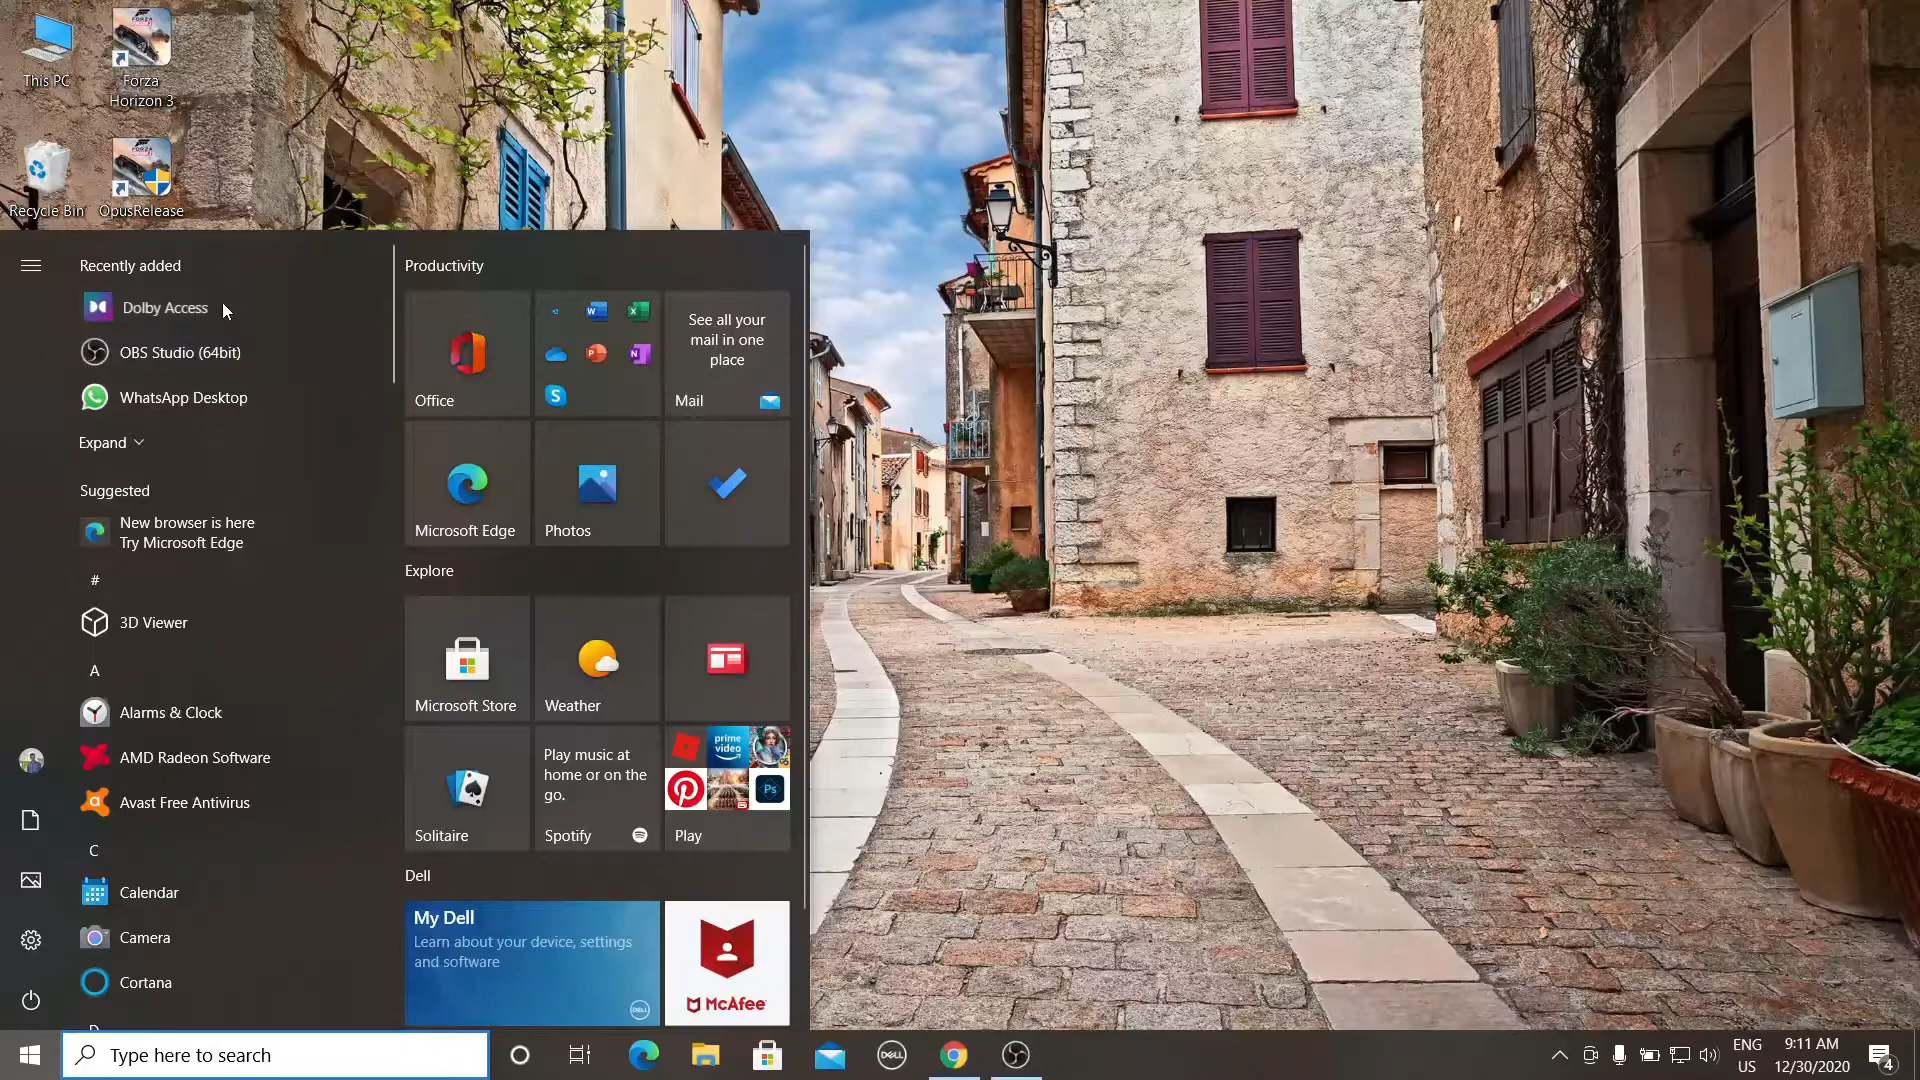 This PC
Forza
Horizon 3
Recycle Bin
OpusRelease
Recently added
Dolby Access
OBS Studio (64bit)
WhatsApp Desktop
Expand
Suggested
New browser is here
Try Microsoft Edge
#
3D Viewer
A
Alarms & Clock
AMD Radeon Software
Avast Free Antivirus
C
Calendar
Camera
Cortana
D
Productivity
Office
See all your
mail in one
place
Mail
Microsoft Edge
Photos
Explore
Microsoft Store
Weather
Solitaire
Play music at
home or on the
go.
Spotify
prime
video
Ps
Play
Dell
My Dell
Learn about your device, settings
and software
DELL
McAfee
Type here to search
DELL
ENG
US
9:11 AM
12/30/2020
4